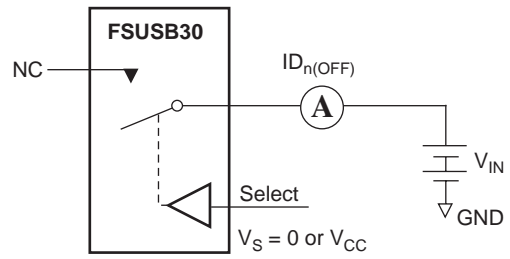 FSUSB30
NC
ID_n(OFF)
A
V_IN
GND
Select
V_S = 0 or V_CC